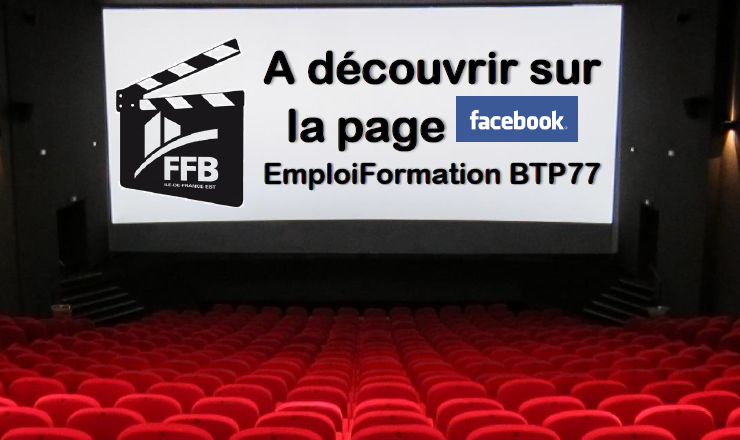 A découvrir sur
la page facebook.
EmploiFormation BTP77
FFB
ILE-DE-FRANCE EST